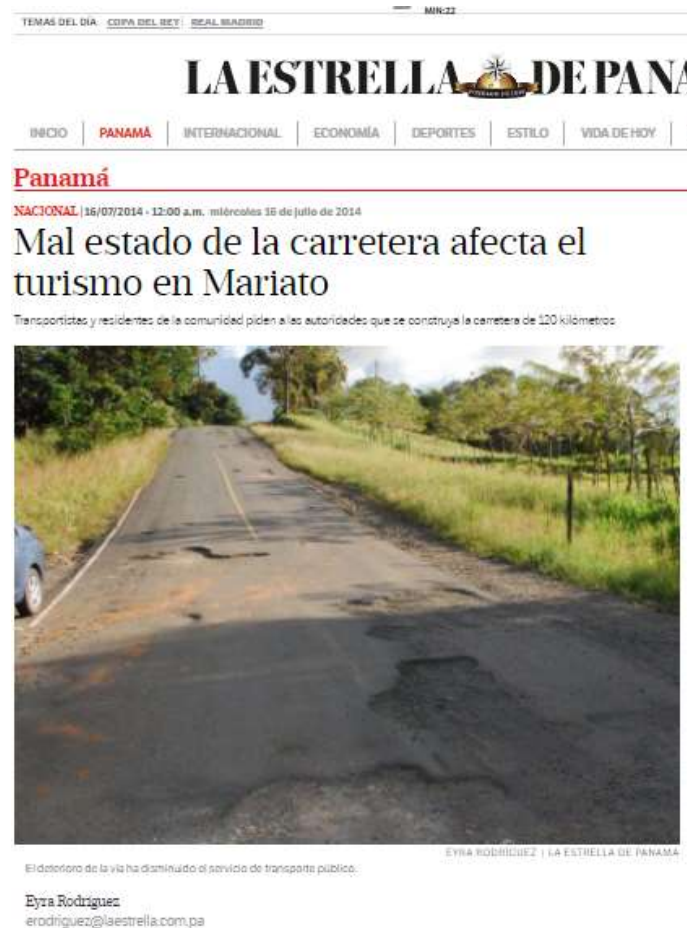 MIN:22
TEMAS DEL DÍA COPA DEL REY REAL MADRID
LA ESTRELLA DE PANA
INICIO PANAMÁ INTERNACIONAL ECONOMÍA DEPORTES ESTILO VIDA DE HOY
Panamá
NACIONAL | 16/07/2014 - 12:00 a.m. miércoles 16 de julio de 2014
Mal estado de la carretera afecta el
turismo en Mariato
Transportistas y residentes de la comunidad piden a las autoridades que se construya la carretera de 120 kilómetros
EYRA RODRÍGUEZ | LA ESTRELLA DE PANAMÁ
El deterioro de la vía ha disminuido el servicio de transporte público.
Eyra Rodríguez
erodriguez@laestrella.com.pa